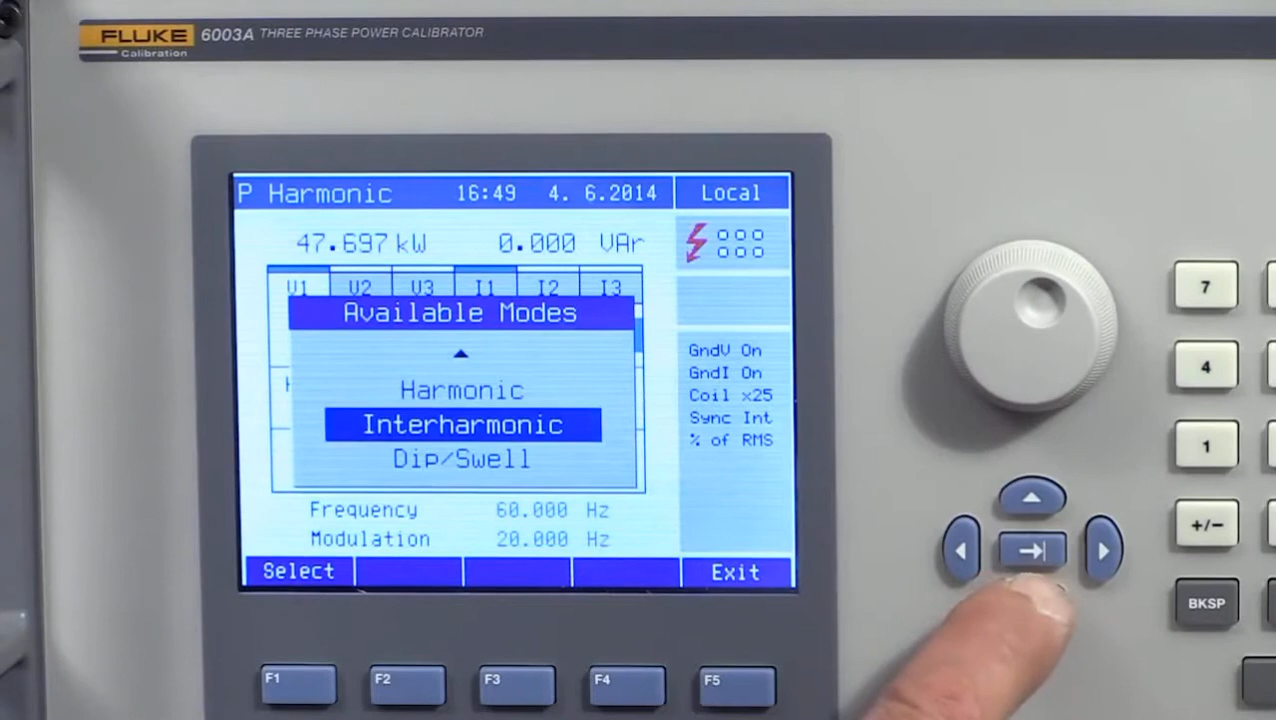 FLUKE 6003A THREE PHASE POWER CALIBRATOR
Calibration
P Harmonic 16:49 4. 6.2014 Local
47.697 kW 0.000 VAr
V1 V2 V3 I1 I2 I3
Available Modes
Harmonic
Interharmonic
Dip/Swell
GndV On
GndI On
Coil x25
Sync Int
% of RMS
Frequency 60.000 Hz
Modulation 20.000 Hz
Select Exit
F1 F2 F3 F4 F5
7
4
1
+/−
BKSP